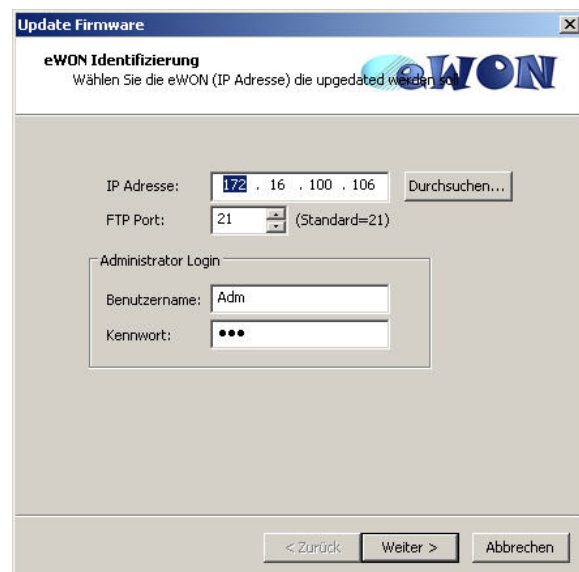 Update Firmware
eWON Identifizierung
Wählen Sie die eWON (IP Adresse) die upgedated werden soll
eWON
IP Adresse: 172 . 16 . 100 . 106 Durchsuchen...
FTP Port: 21 (Standard=21)
Administrator Login
Benutzername: Adm
Kennwort: •••
< Zurück Weiter > Abbrechen